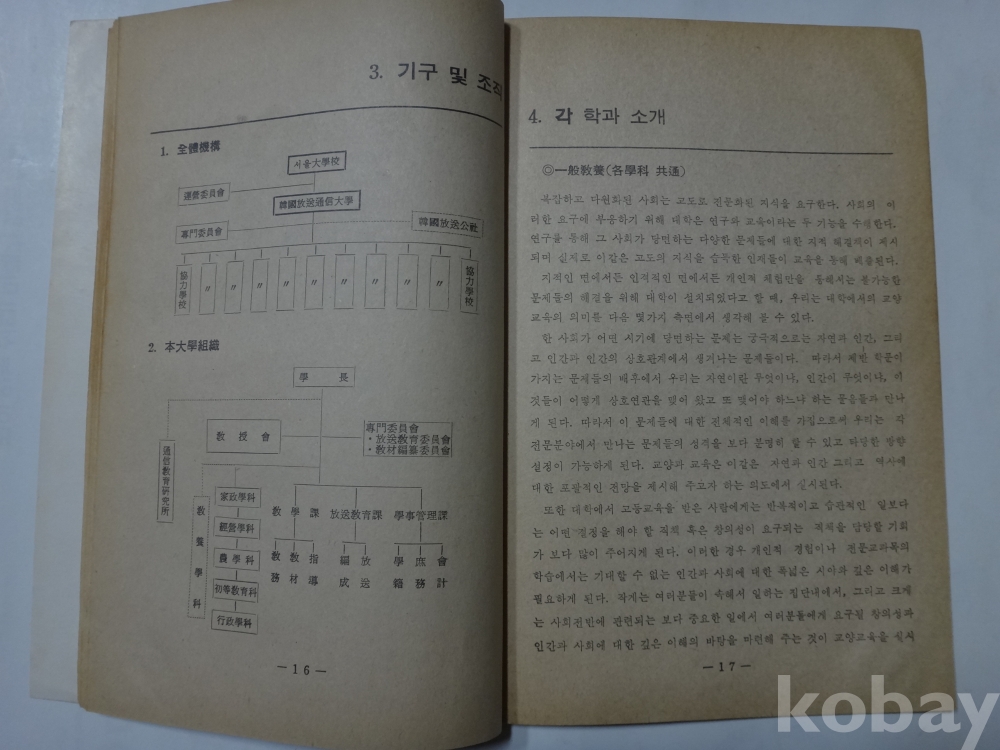 3. 기구 및 조직
1. 全體機構
서울大學校
運營委員會
韓國放送通信大學
韓國放送公社
專門委員會
協力學校 〃 〃 〃 〃 〃 〃 〃 〃 〃 協力學校
2. 本大學組織
學 長
教授會
專門委員會
・放送教育委員會
・教材編纂委員會
通信教育研究所
教養學科
家政學科
經營學科
農學科
初等教育科
行政學科
教學課 放送教育課 學事管理課
教務 教材 指導 編成 放送 學籍 庶務 會計
－16－
4. 각 학과 소개
◎一般教養(各學科 共通)
복잡하고 다원화된 사회는 고도로 전문화된 지식을 요구한다. 사회의 이
러한 요구에 부응하기 위해 대학은 연구와 교육이라는 두 기능을 수행한다.
연구를 통해 그 사회가 당면하는 다양한 문제들에 대한 지적 해결책이 제시
되며 실제로 이같은 고도의 지식을 습득한 인재들이 교육을 통해 배출된다.
지적인 면에서든 인격적인 면에서든 개인적 체험만을 통해서는 불가능한
문제들의 해결을 위해 대학이 설치되었다고 할 때, 우리는 대학에서의 교양
교육의 의미를 다음 몇가지 측면에서 생각해 볼 수 있다.
한 사회가 어떤 시기에 당면하는 문제는 궁극적으로는 자연과 인간, 그리
고 인간과 인간의 상호관계에서 생겨나는 문제들이다. 따라서 제반 학문이
가지는 문제들의 배후에서 우리는 자연이란 무엇이냐, 인간이 무엇이냐, 이
것들이 어떻게 상호연관을 맺어 왔고 또 맺어야 하느냐 하는 물음들과 만나
게 된다. 따라서 이 문제들에 대한 전체적인 이해를 가짐으로써 우리는 각
전문분야에서 만나는 문제들의 성격을 보다 분명히 할 수 있고 타당한 방향
설정이 가능하게 된다. 교양과 교육은 이같은 자연과 인간 그리고 역사에
대한 포괄적인 전망을 제시해 주고자 하는 의도에서 실시된다.
또한 대학에서 고등교육을 받은 사람에게는 반복적이고 습관적인 일보다
는 어떤 결정을 해야 할 직책 혹은 창의성이 요구되는 직책을 담당할 기회
가 보다 많이 주어지게 된다. 이러한 경우 개인적 경험이나 전문교과목의
학습에서는 기대할 수 없는 인간과 사회에 대한 폭넓은 시야와 깊은 이해가
필요하게 된다. 작게는 여러분들이 속해서 일하는 집단내에서, 그리고 크게
는 사회전반에 관련되는 보다 중요한 일에서 여러분들에게 요구될 창의성과
인간과 사회에 대한 깊은 이해의 바탕을 마련해 주는 것이 교양교육을 실시
－17－
kobay